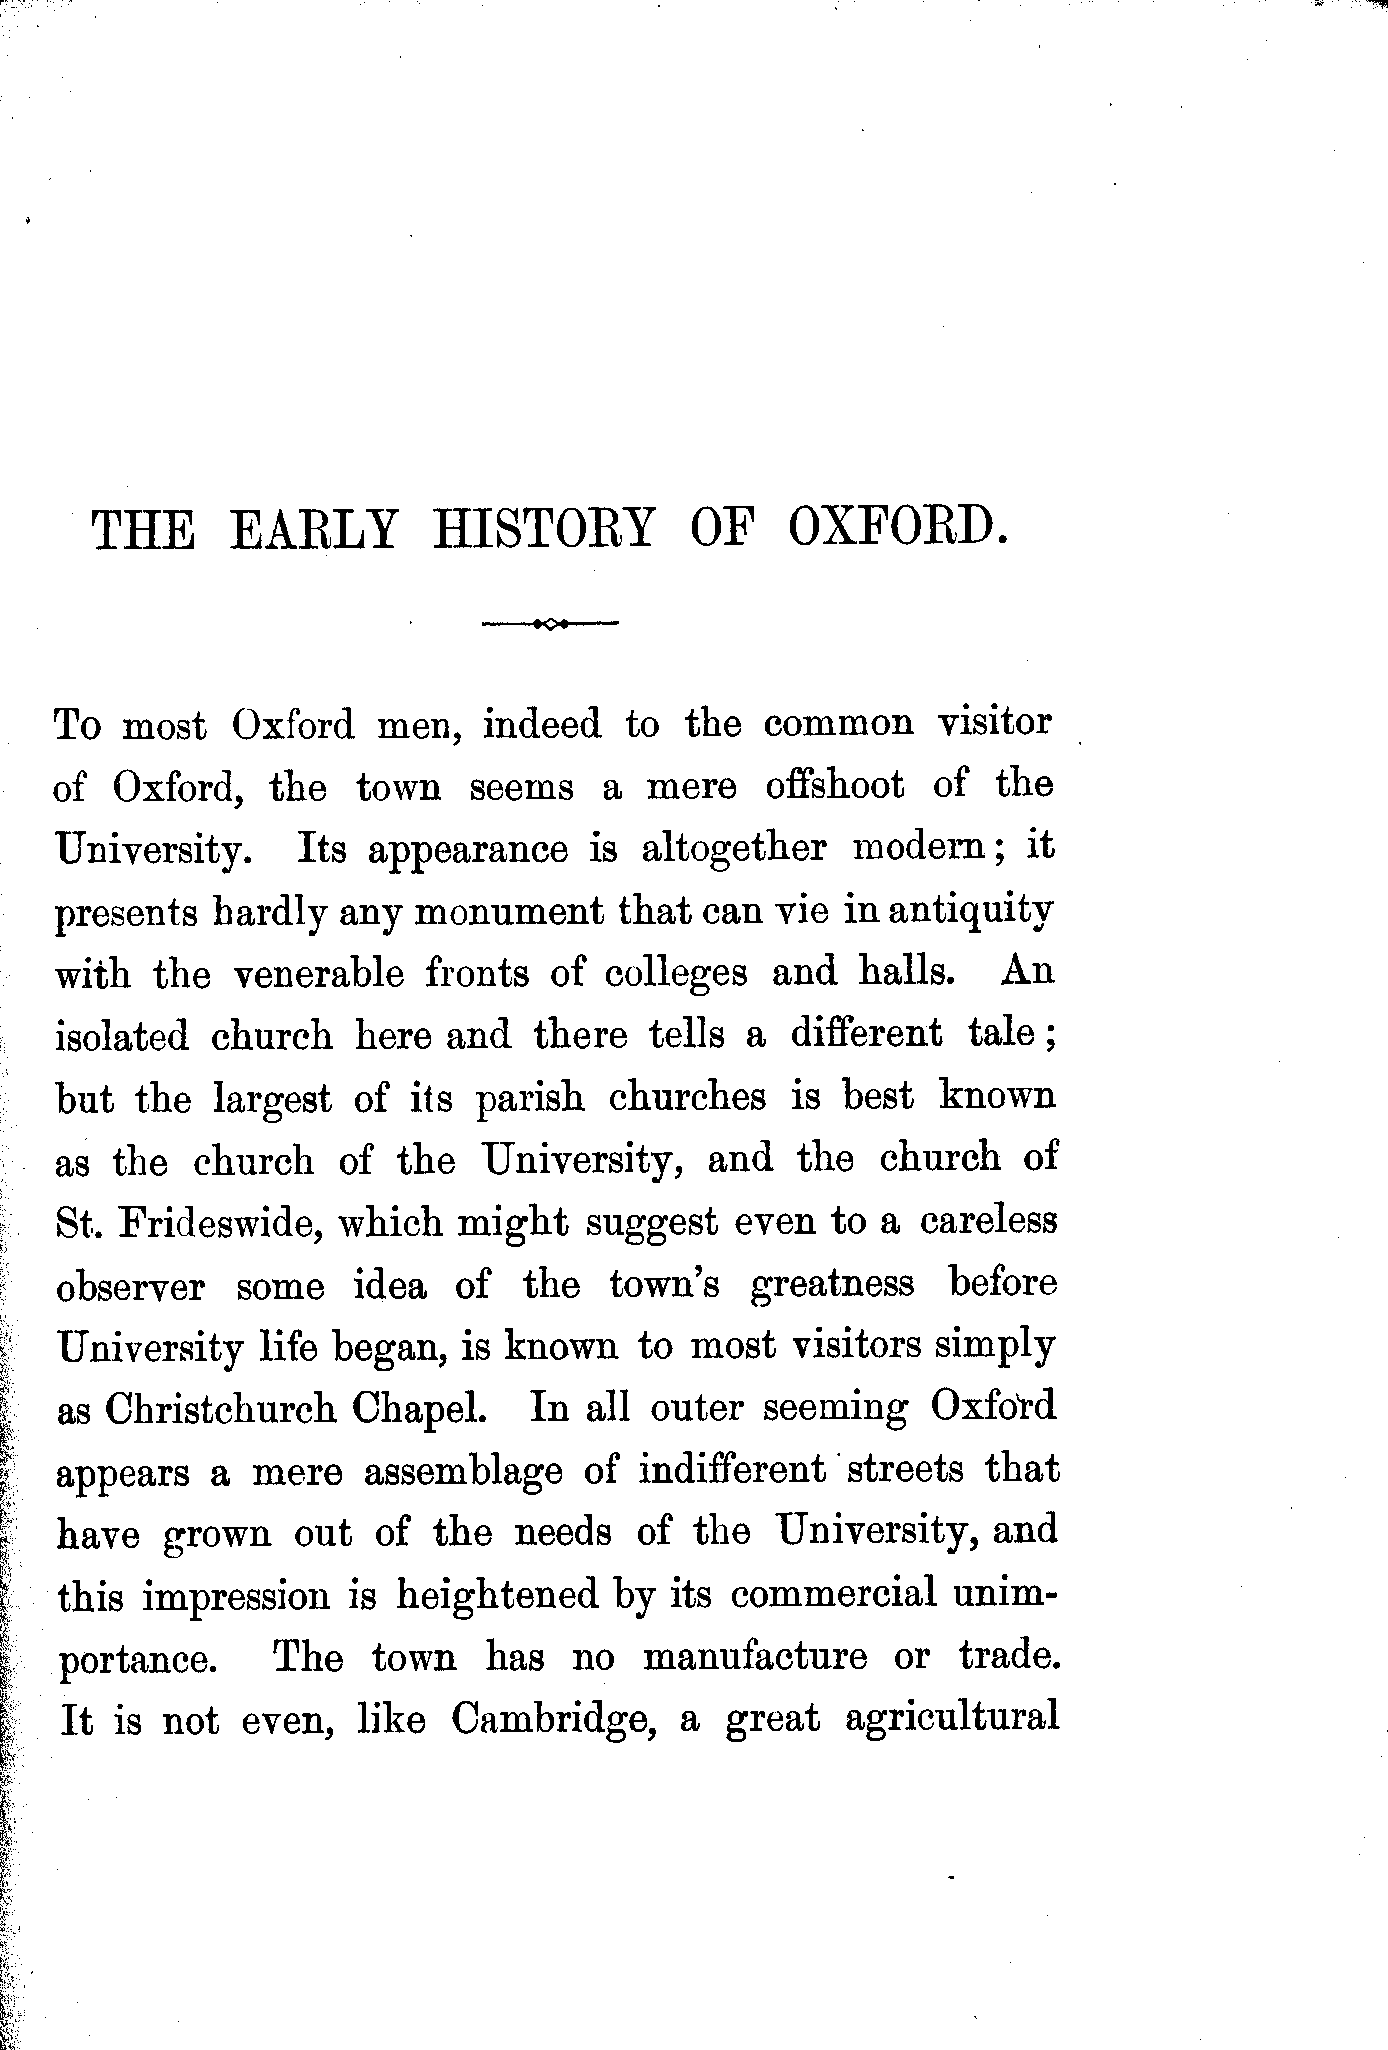 THE EARLY HISTORY OF OXFORD.
To most Oxford men, indeed to the common visitor
of Oxford, the town seems a mere offshoot of the
University. Its appearance is altogether modern; it
presents hardly any monument that can vie in antiquity
with the venerable fronts of colleges and halls. An
isolated church here and there tells a different tale;
but the largest of its parish churches is best known
as the church of the University, and the church of
St. Frideswide, which might suggest even to a careless
observer some idea of the town's greatness before
University life began, is known to most visitors simply
as Christchurch Chapel. In all outer seeming Oxford
appears a mere assemblage of indifferent streets that
have grown out of the needs of the University, and
this impression is heightened by its commercial unim-
portance. The town has no manufacture or trade.
It is not even, like Cambridge, a great agricultural